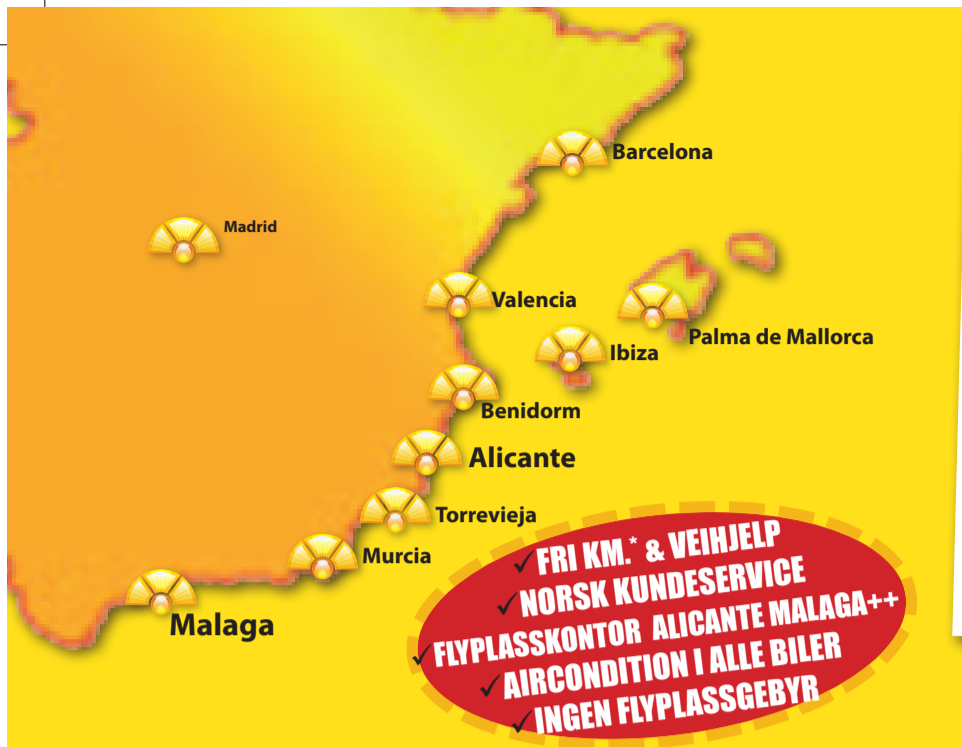 Barcelona
Madrid
Valencia
Palma de Mallorca
Ibiza
Benidorm
Alicante
Torrevieja
Murcia
Malaga
✓FRI KM.* & VEIHJELP
✓NORSK KUNDESERVICE
✓FLYPLASSKONTOR ALICANTE MALAGA++
✓AIRCONDITION I ALLE BILER
✓INGEN FLYPLASSGEBYR